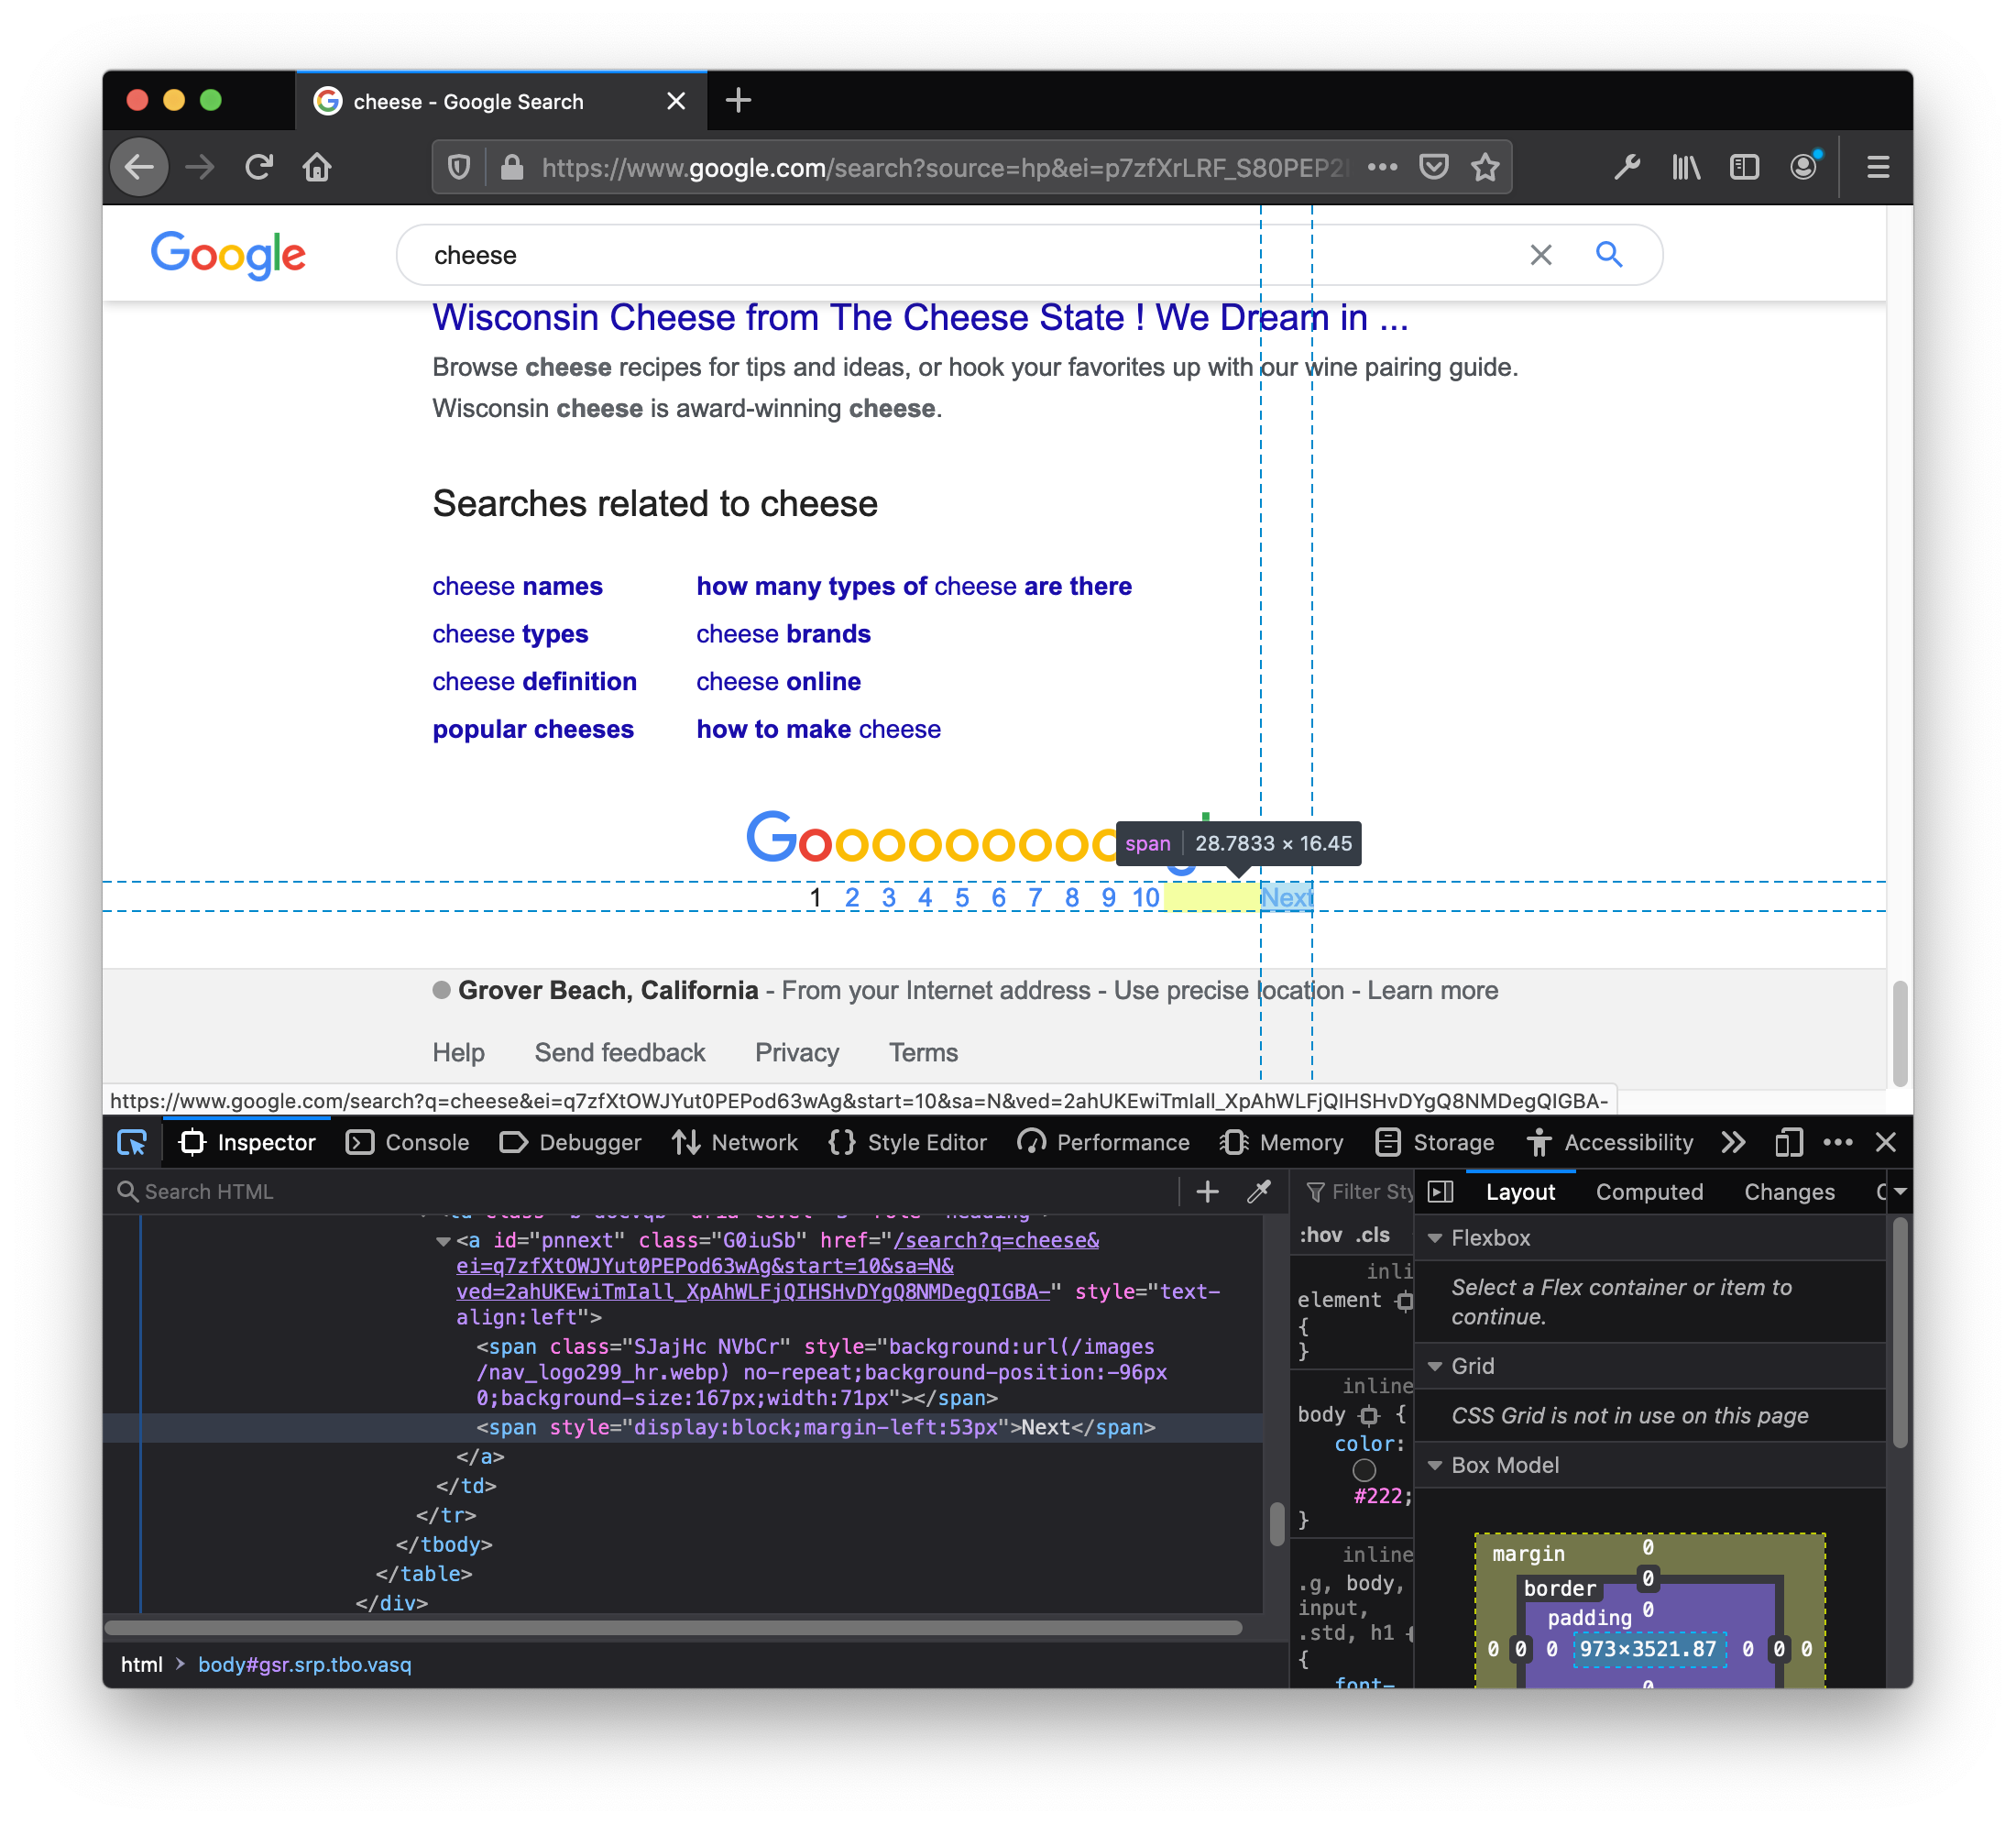 cheese - Google Search
https://www.google.com/search?source=hp&ei=p7zfXrLRF_S80PEP2
Google
cheese
Wisconsin Cheese from The Cheese State ! We Dream in ...
Browse cheese recipes for tips and ideas, or hook your favorites up with our wine pairing guide.
Wisconsin cheese is award-winning cheese.
Searches related to cheese
cheese names
how many types of cheese are there
cheese types
cheese brands
cheese definition
cheese online
popular cheeses
how to make cheese
Goooooooooo
span 28.7833 × 16.45
1 2 3 4 5 6 7 8 9 10 Next
Grover Beach, California - From your Internet address - Use precise location - Learn more
Help Send feedback Privacy Terms
https://www.google.com/search?q=cheese&ei=q7zfXtOWJYut0PEPod63wAg&start=10&sa=N&ved=2ahUKEwiTmIall_XpAhWLFjQIHSHvDYgQ8NMDegQIGBA-
Inspector Console Debugger Network Style Editor Performance Memory Storage Accessibility
Search HTML
<a id="pnnext" class="G0iuSb" href="/search?q=cheese&
ei=q7zfXtOWJYut0PEPod63wAg&start=10&sa=N&
ved=2ahUKEwiTmIall_XpAhWLFjQIHSHvDYgQ8NMDegQIGBA-" style="text-
align:left">
<span class="SJajHc NVbCr" style="background:url(/images
/nav_logo299_hr.webp) no-repeat;background-position:-96px
0;background-size:167px;width:71px"></span>
<span style="display:block;margin-left:53px">Next</span>
</a>
</td>
</tr>
</tbody>
</table>
</div>
html > body#gsr.srp.tbo.vasq
Filter Sty
:hov .cls
inli
element
{
}
inline
body {
color:
#222;
}
inline
.g, body,
input,
.std, h1
{
font-
Layout Computed Changes
Flexbox
Select a Flex container or item to
continue.
Grid
CSS Grid is not in use on this page
Box Model
margin 0
border 0
padding 0
0 0 0 973×3521.87 0 0 0
0